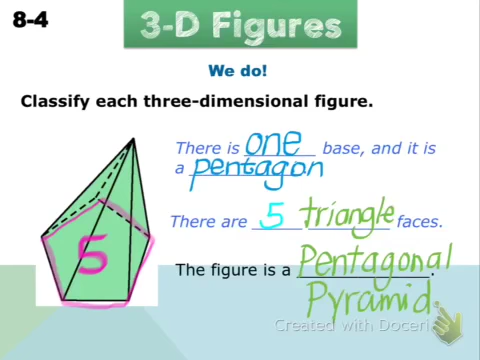 8-4
3-D Figures
We do!
Classify each three-dimensional figure.
There is one base, and it is
a pentagon
There are 5 triangle faces.
5
The figure is a Pentagonal.
Pyramid.
Created with Doceri